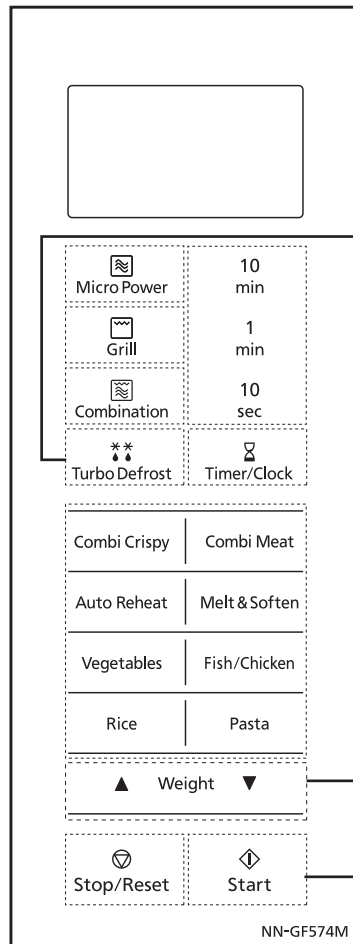 Micro Power
10
min
Grill
1
min
Combination
10
sec
Turbo Defrost
Timer/Clock
Combi Crispy
Combi Meat
Auto Reheat
Melt & Soften
Vegetables
Fish/Chicken
Rice
Pasta
▲ Weight ▼
Stop/Reset
Start
NN-GF574M